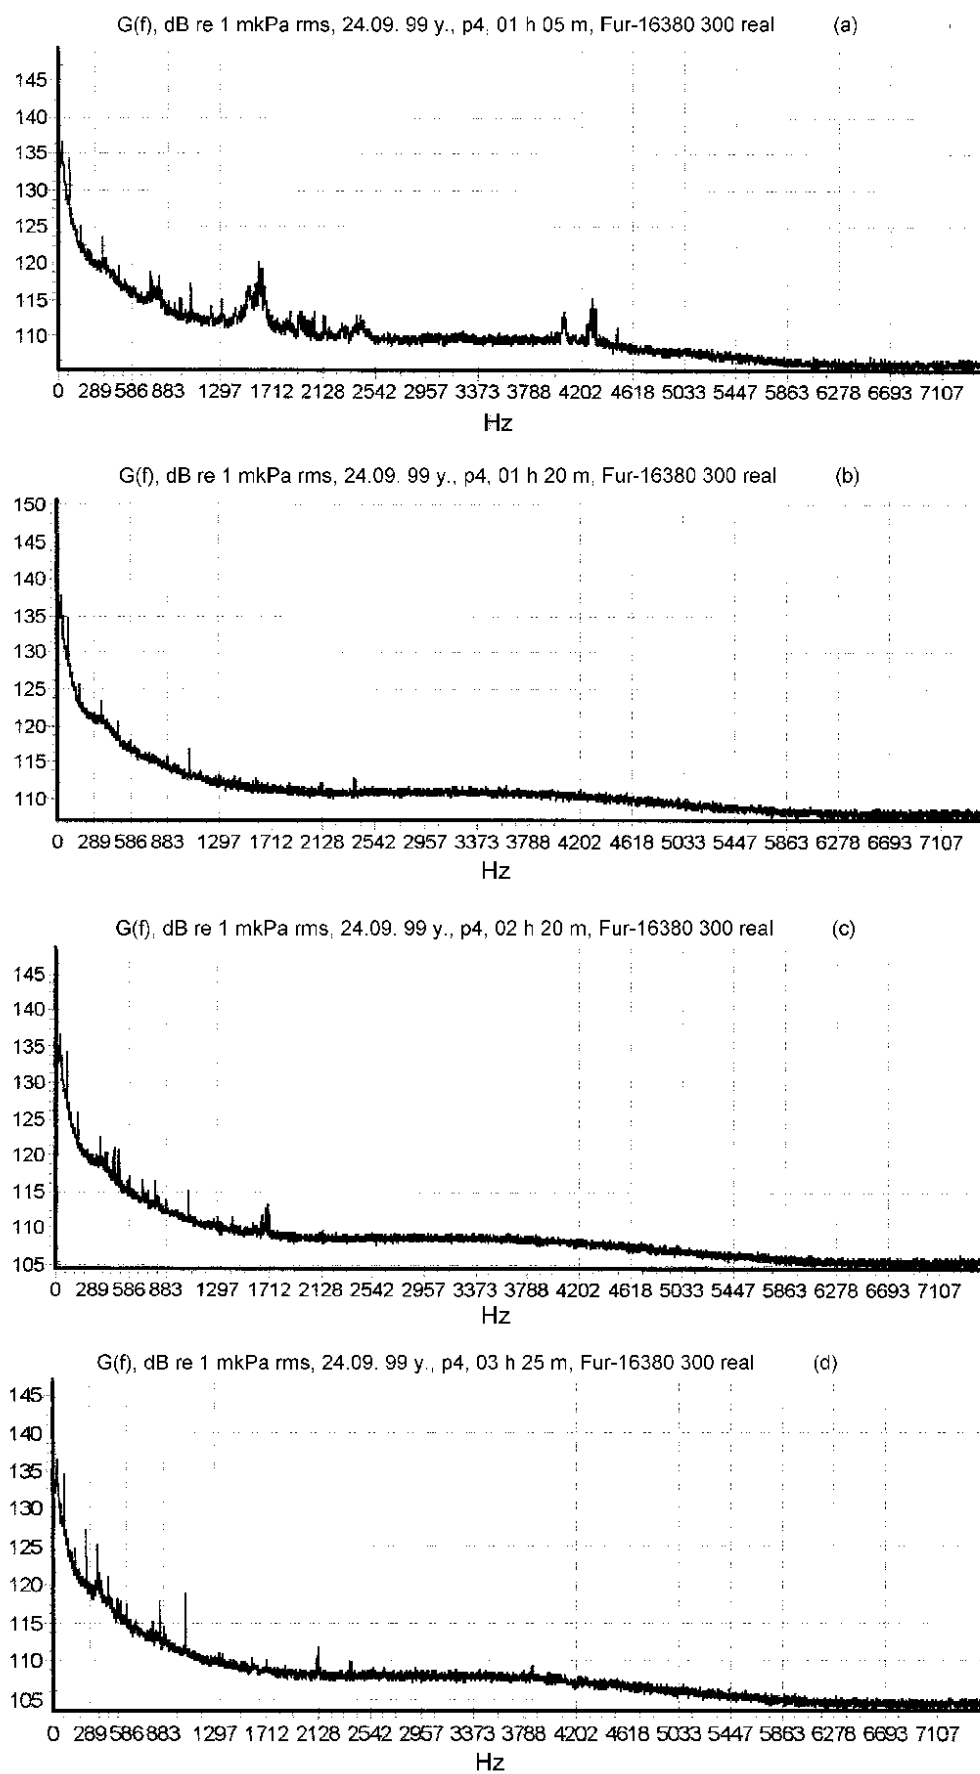 G(f), dB re 1 mkPa rms, 24.09. 99 y., p4, 01 h 05 m, Fur-16380 300 real (a)
145
140
135
130
125
120
115
110
0 289 586 883 1297 1712 2128 2542 2957 3373 3788 4202 4618 5033 5447 5863 6278 6693 7107
Hz
G(f), dB re 1 mkPa rms, 24.09. 99 y., p4, 01 h 20 m, Fur-16380 300 real (b)
150
145
140
135
130
125
120
115
110
0 289 586 883 1297 1712 2128 2542 2957 3373 3788 4202 4618 5033 5447 5863 6278 6693 7107
Hz
G(f), dB re 1 mkPa rms, 24.09. 99 y., p4, 02 h 20 m, Fur-16380 300 real (c)
145
140
135
130
125
120
115
110
105
0 289 586 883 1297 1712 2128 2542 2957 3373 3788 4202 4618 5033 5447 5863 6278 6693 7107
Hz
G(f), dB re 1 mkPa rms, 24.09. 99 y., p4, 03 h 25 m, Fur-16380 300 real (d)
145
140
135
130
125
120
115
110
105
0 289 586 883 1297 1712 2128 2542 2957 3373 3788 4202 4618 5033 5447 5863 6278 6693 7107
Hz